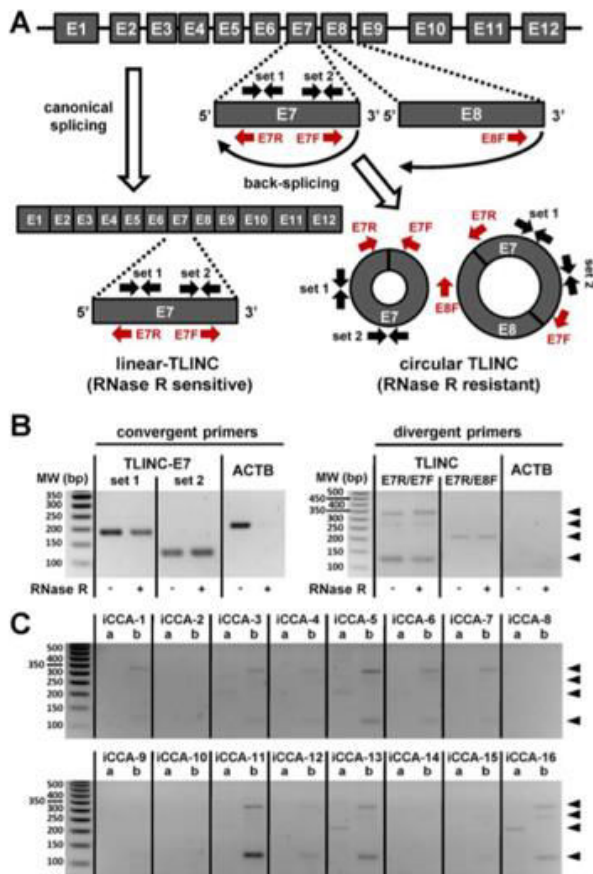 A
E1 E2 E3 E4 E5 E6 E7 E8 E9 E10 E11 E12
set 1 set 2
canonical
splicing
5' E7 3' E8
E7R E7F E8F
back-splicing
E1 E2 E3 E4 E5 E6 E7 E8 E9 E10 E11 E12
E7R E7F
E7R set 1
E7
set 1 set 2
set 1
set 2
5' E7 3'
E8F
E7
E8
E7R E7F
set 2
E7F
linear-TLINC
(RNase R sensitive)
circular TLINC
(RNase R resistant)
B
convergent primers
divergent primers
TLINC-E7
ACTB
TLINC
ACTB
MW (bp) set 1 set 2
MW (bp) E7R/E7F E7R/E8F
350
300
250
200
150
100
500
450
400
350
300
250
200
150
100
RNase R - + - + - +
RNase R - + - + - +
C
iCCA-1 iCCA-2 iCCA-3 iCCA-4 iCCA-5 iCCA-6 iCCA-7 iCCA-8
a b a b a b a b a b a b a b a b
500
350
300
250
200
150
100
iCCA-9 iCCA-10 iCCA-11 iCCA-12 iCCA-13 iCCA-14 iCCA-15 iCCA-16
a b a b a b a b a b a b a b a b
500
350
300
250
200
150
100